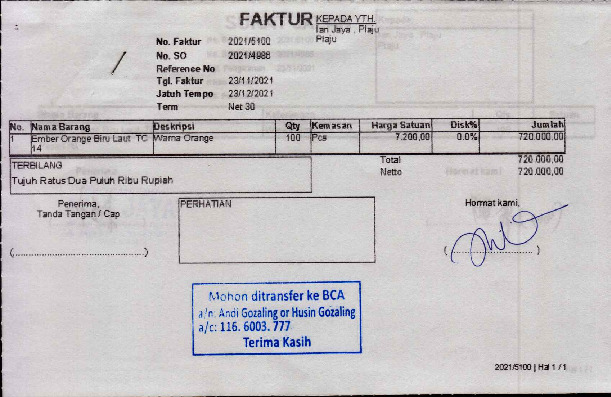 FAKTUR
KEPADA YTH.
Ian Jaya , Plaju
Plaju
No. Faktur 2021/5100
No. SO 2021/4988
Reference No
Tgl. Faktur 23/11/2021
Jatuh Tempo 23/12/2021
Term Net 30
No. Nama Barang Deskripsi Qty Kemasan Harga Satuan Disk% Jumlah
1 Ember Orange Biru Laut TC Warna Orange 100 Pcs 7.200,00 0.0% 720.000,00
14
Total 720.000,00
Netto 720.000,00
TERBILANG
Tujuh Ratus Dua Puluh Ribu Rupiah
Penerima,
Tanda Tangan / Cap
PERHATIAN
Hormat kami,
(............................................)
(..............................)
Mohon ditransfer ke BCA
a/n. Andi Gozaling or Husin Gozaling
a/c: 116. 6003. 777
Terima Kasih
2021/5100 | Hal 1 / 1